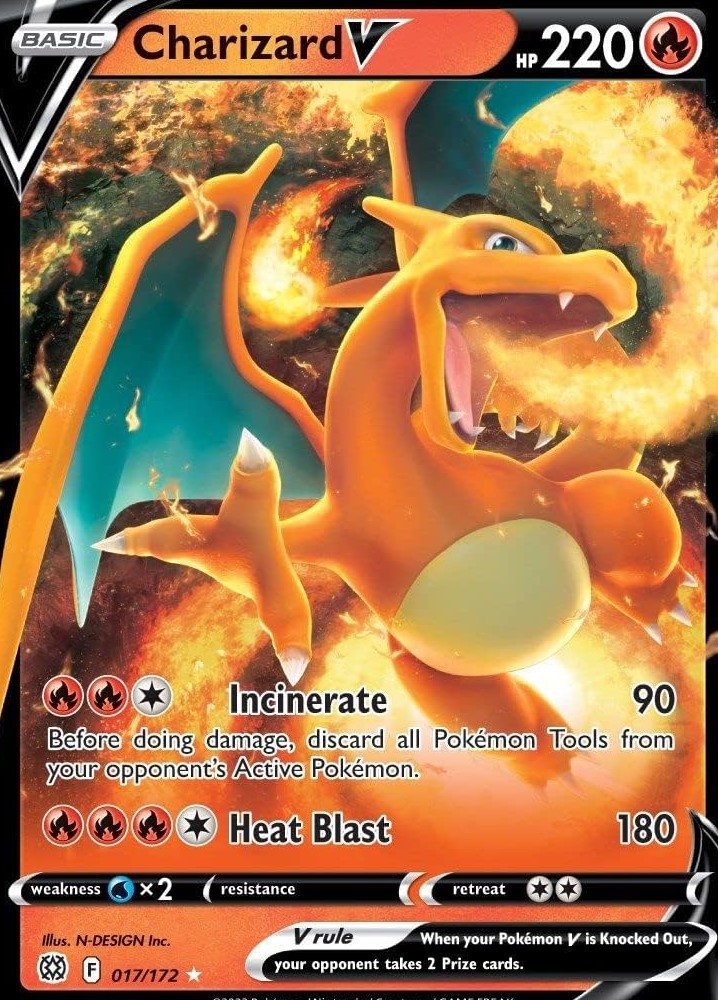 BASIC Charizard V HP 220
Incinerate 90
Before doing damage, discard all Pokémon Tools from
your opponent's Active Pokémon.
Heat Blast 180
weakness ×2 resistance retreat
Illus. N-DESIGN Inc.
V rule When your Pokémon V is Knocked Out,
your opponent takes 2 Prize cards.
F 017/172